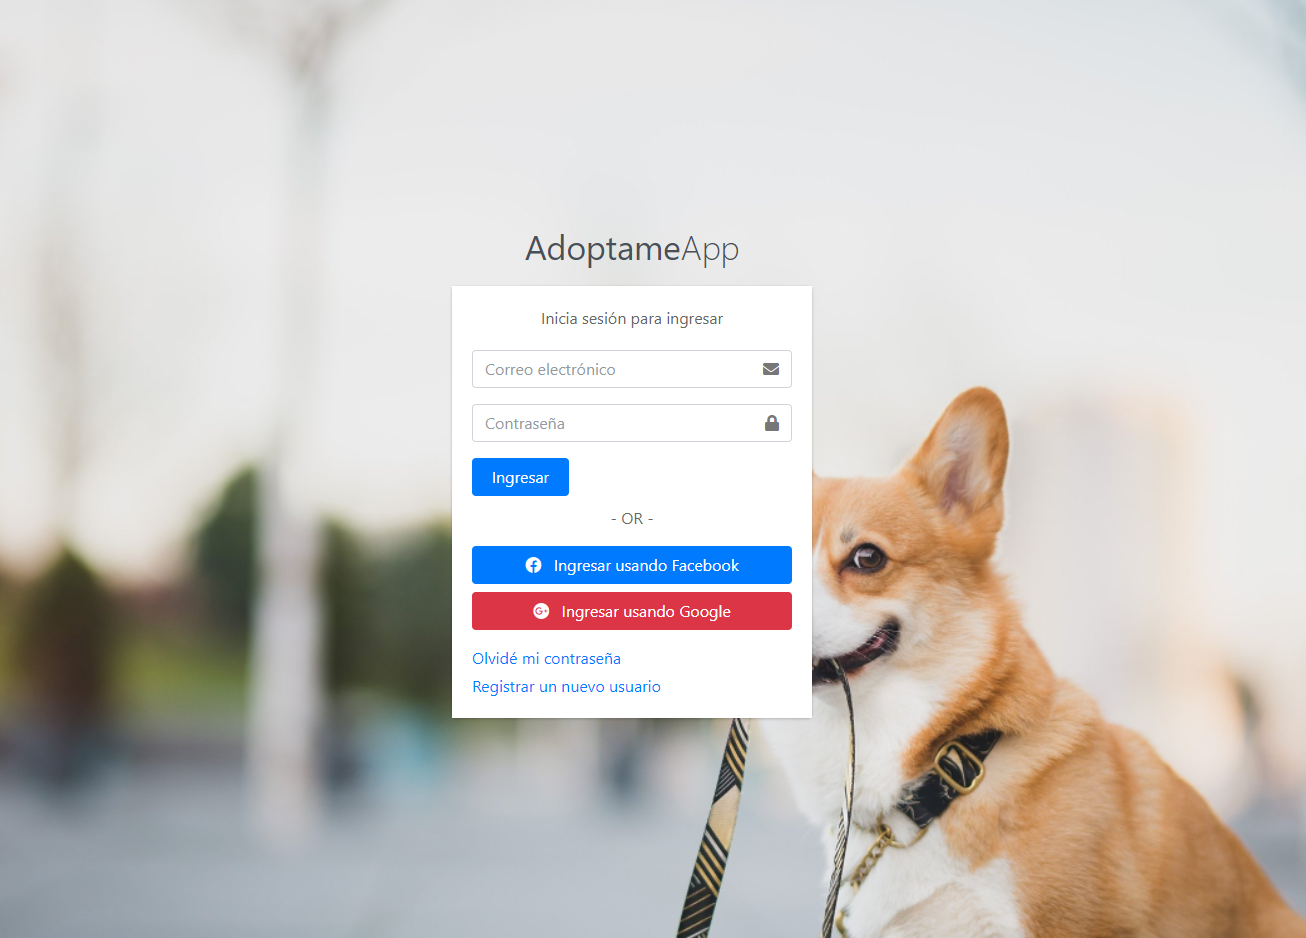 AdoptameApp
Inicia sesión para ingresar
Correo electrónico
Contraseña
Ingresar
- OR -
Ingresar usando Facebook
Ingresar usando Google
Olvidé mi contraseña
Registrar un nuevo usuario